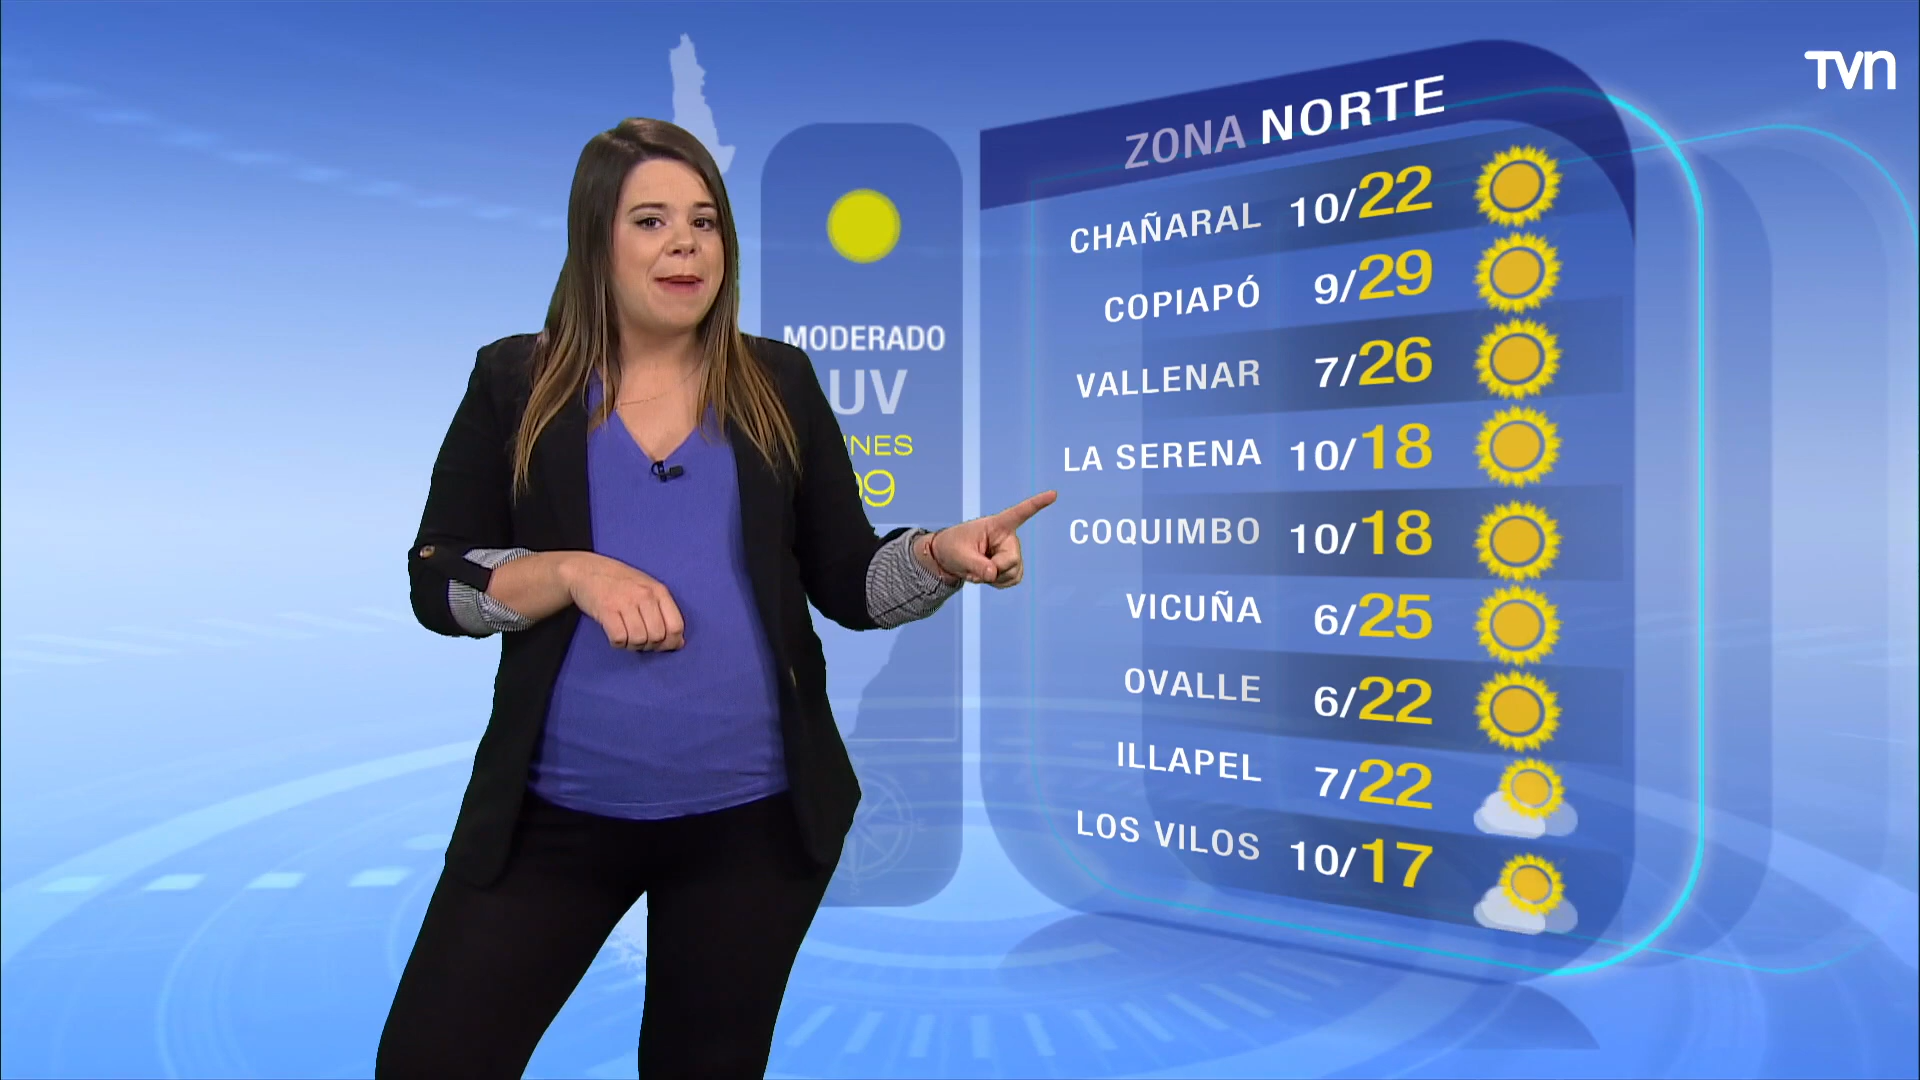 TVN
ZONA NORTE
CHAÑARAL 10/22
COPIAPÓ 9/29
VALLENAR 7/26
LA SERENA 10/18
COQUIMBO 10/18
VICUÑA 6/25
OVALLE 6/22
ILLAPEL 7/22
LOS VILOS 10/17
MODERADO
UV